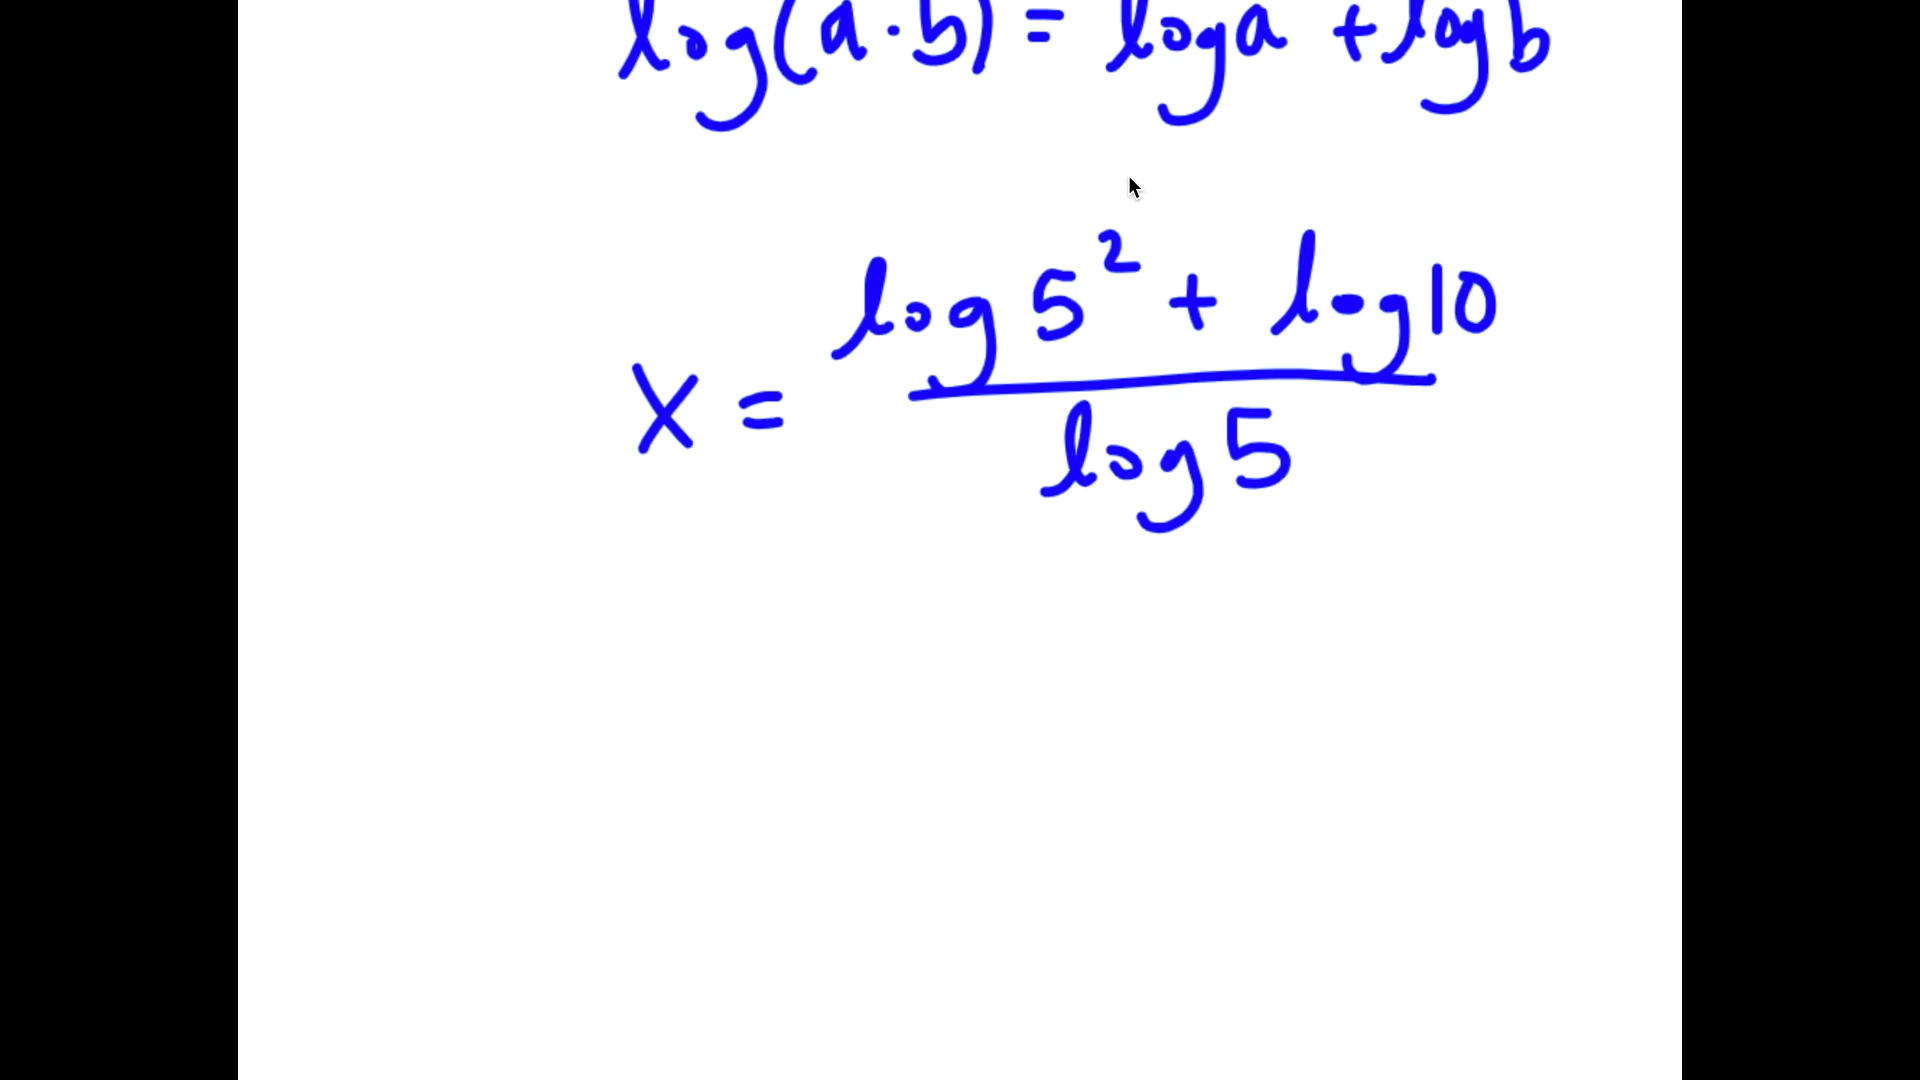 log(a·b) = log a + log b
x = (log 5² + log 10) / log 5